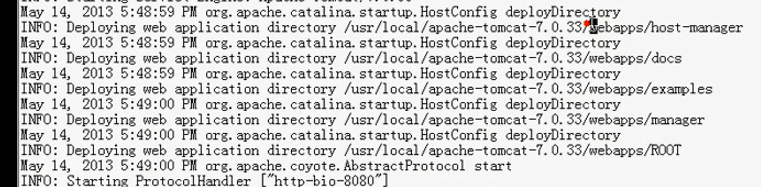 May 14, 2013 5:48:59 PM org.apache.catalina.startup.HostConfig deployDirectory
INFO: Deploying web application directory /usr/local/apache-tomcat-7.0.33/webapps/host-manager
May 14, 2013 5:48:59 PM org.apache.catalina.startup.HostConfig deployDirectory
INFO: Deploying web application directory /usr/local/apache-tomcat-7.0.33/webapps/docs
May 14, 2013 5:48:59 PM org.apache.catalina.startup.HostConfig deployDirectory
INFO: Deploying web application directory /usr/local/apache-tomcat-7.0.33/webapps/examples
May 14, 2013 5:49:00 PM org.apache.catalina.startup.HostConfig deployDirectory
INFO: Deploying web application directory /usr/local/apache-tomcat-7.0.33/webapps/manager
May 14, 2013 5:49:00 PM org.apache.catalina.startup.HostConfig deployDirectory
INFO: Deploying web application directory /usr/local/apache-tomcat-7.0.33/webapps/ROOT
May 14, 2013 5:49:00 PM org.apache.coyote.AbstractProtocol start
INFO: Starting ProtocolHandler ["http-bio-8080"]